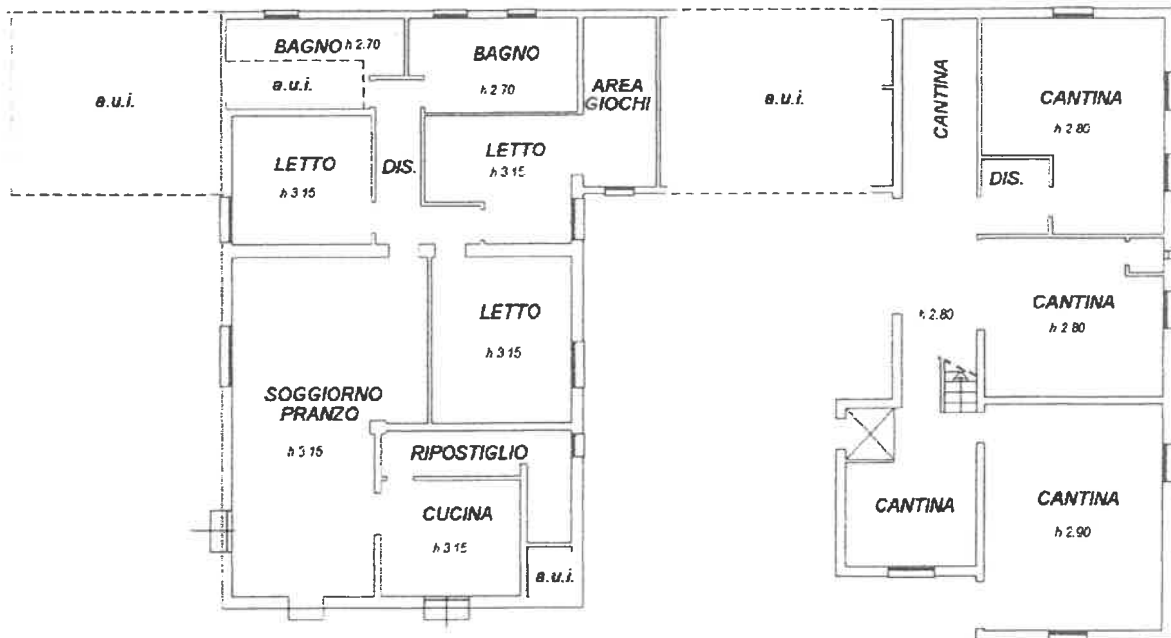 BAGNO h 2.70
a.u.i.
BAGNO
h 2.70
AREA
GIOCHI
a.u.i.
a.u.i.
CANTINA
CANTINA
h 2.80
LETTO
h 3.15
DIS.
LETTO
h 3.15
DIS.
LETTO
h 3.15
h 2.80
CANTINA
h 2.80
SOGGIORNO
PRANZO
h 3.15
RIPOSTIGLIO
CUCINA
h 3.15
a.u.i.
CANTINA
CANTINA
h 2.90